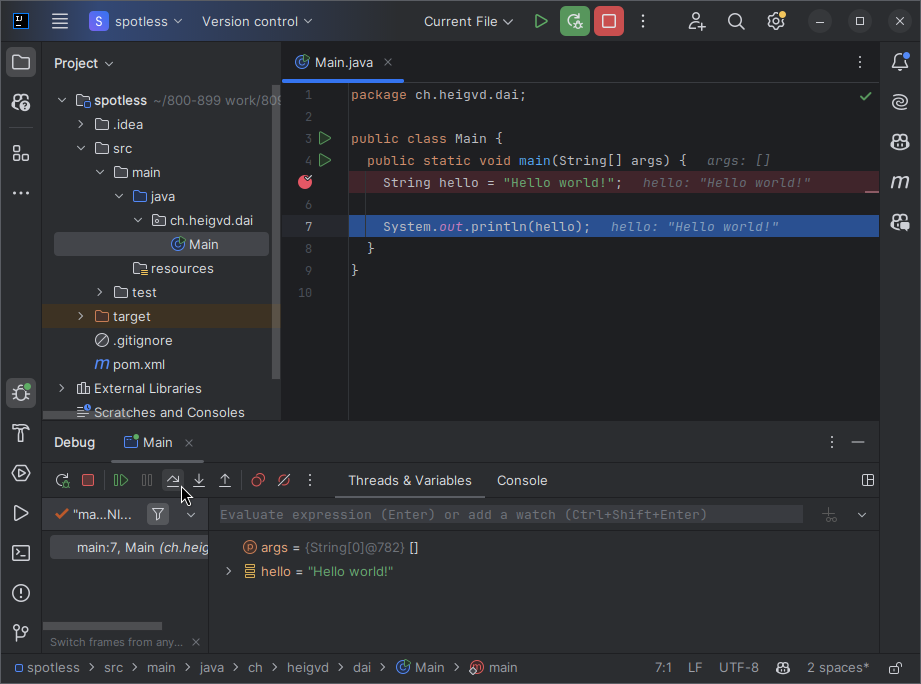 IJ S spotless Version control Current File
Project
Main.java
spotless ~/800-899 work/809
.idea
src
main
java
ch.heigvd.dai
Main
resources
test
target
.gitignore
m pom.xml
External Libraries
Scratches and Consoles
1 package ch.heigvd.dai;
2
3 public class Main {
4 public static void main(String[] args) { args: []
String hello = "Hello world!"; hello: "Hello world!"
6
7 System.out.println(hello); hello: "Hello world!"
8 }
9 }
10
m
Debug Main
Threads & Variables Console
"ma...NI... Evaluate expression (Enter) or add a watch (Ctrl+Shift+Enter)
main:7, Main (ch.heig
p args = {String[0]@782} []
hello = "Hello world!"
Switch frames from any...
spotless > src > main > java > ch > heigvd > dai > Main > m main 7:1 LF UTF-8 2 spaces*